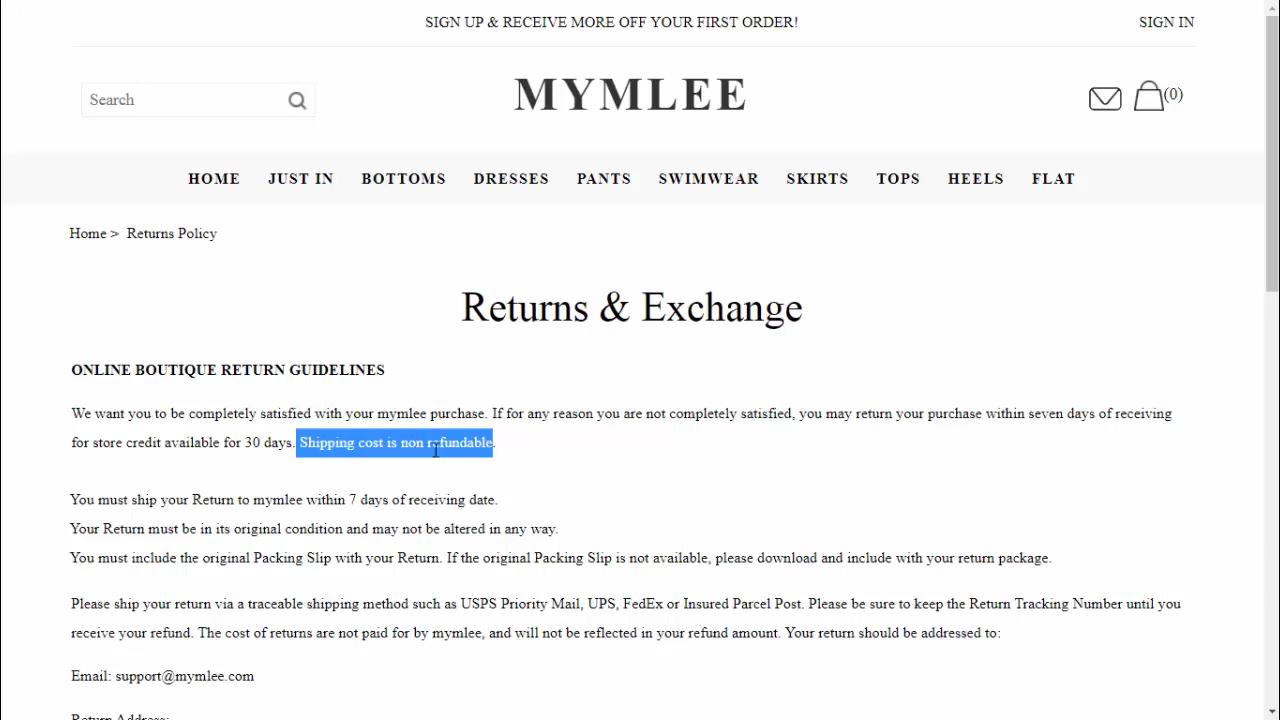 SIGN UP & RECEIVE MORE OFF YOUR FIRST ORDER!
SIGN IN
Search
MYMLEE
(0)
HOME JUST IN BOTTOMS DRESSES PANTS SWIMWEAR SKIRTS TOPS HEELS FLAT
Home > Returns Policy
Returns & Exchange
ONLINE BOUTIQUE RETURN GUIDELINES
We want you to be completely satisfied with your mymlee purchase. If for any reason you are not completely satisfied, you may return your purchase within seven days of receiving
for store credit available for 30 days. Shipping cost is non refundable.
You must ship your Return to mymlee within 7 days of receiving date.
Your Return must be in its original condition and may not be altered in any way.
You must include the original Packing Slip with your Return. If the original Packing Slip is not available, please download and include with your return package.
Please ship your return via a traceable shipping method such as USPS Priority Mail, UPS, FedEx or Insured Parcel Post. Please be sure to keep the Return Tracking Number until you
receive your refund. The cost of returns are not paid for by mymlee, and will not be reflected in your refund amount. Your return should be addressed to:
Email: support@mymlee.com
Return Address: